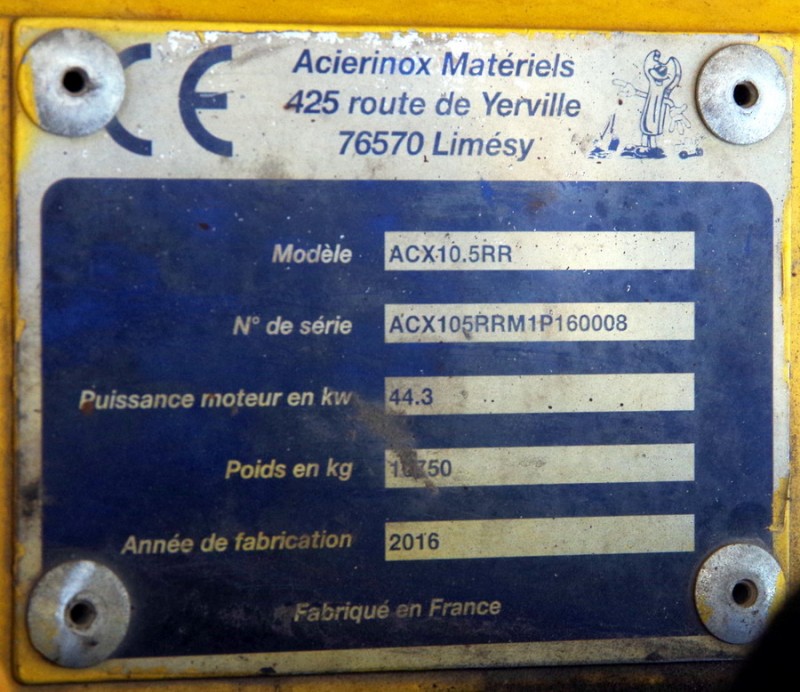 CE
Acierinox Matériels
425 route de Yerville
76570 Limésy
Modèle ACX10.5RR
N° de série ACX105RRM1P160008
Puissance moteur en kw 44.3
Poids en kg
Année de fabrication 2016
Fabriqué en France